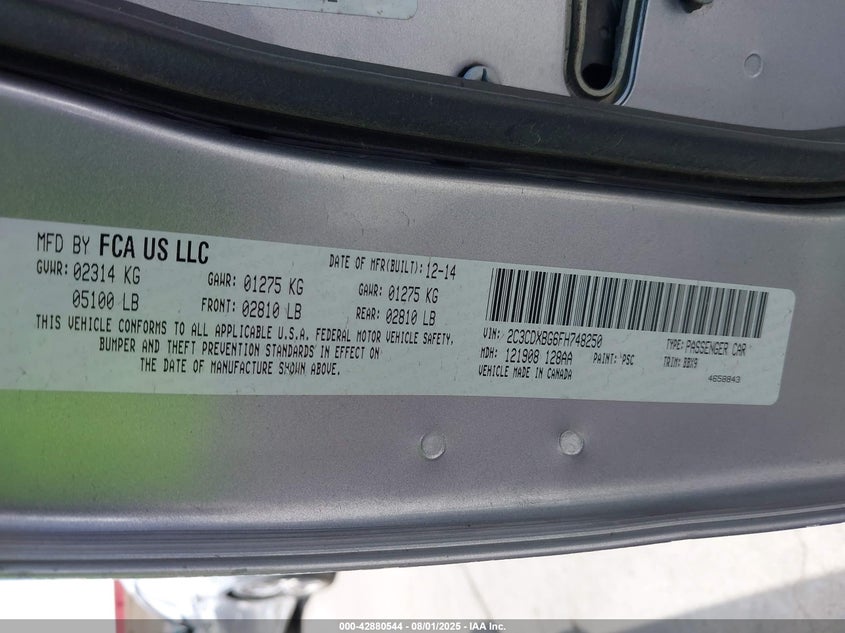 MFD BY FCA US LLC
DATE OF MFR(BUILT): 12-14
GVWR: 02314 KG
GAWR: 01275 KG
GAWR: 01275 KG
05100 LB
FRONT: 02810 LB
REAR: 02810 LB
THIS VEHICLE CONFORMS TO ALL APPLICABLE U.S.A. FEDERAL MOTOR VEHICLE SAFETY,
BUMPER AND THEFT PREVENTION STANDARDS IN EFFECT ON
THE DATE OF MANUFACTURE SHOWN ABOVE.
VIN: 2C3CDXBG6FH748250
TYPE: PASSENGER CAR
MDH: 121908 128AA
PAINT: PSC
TRIM: BBX9
VEHICLE MADE IN CANADA
4658843
000-42880544 - 08/01/2025 - IAA Inc.